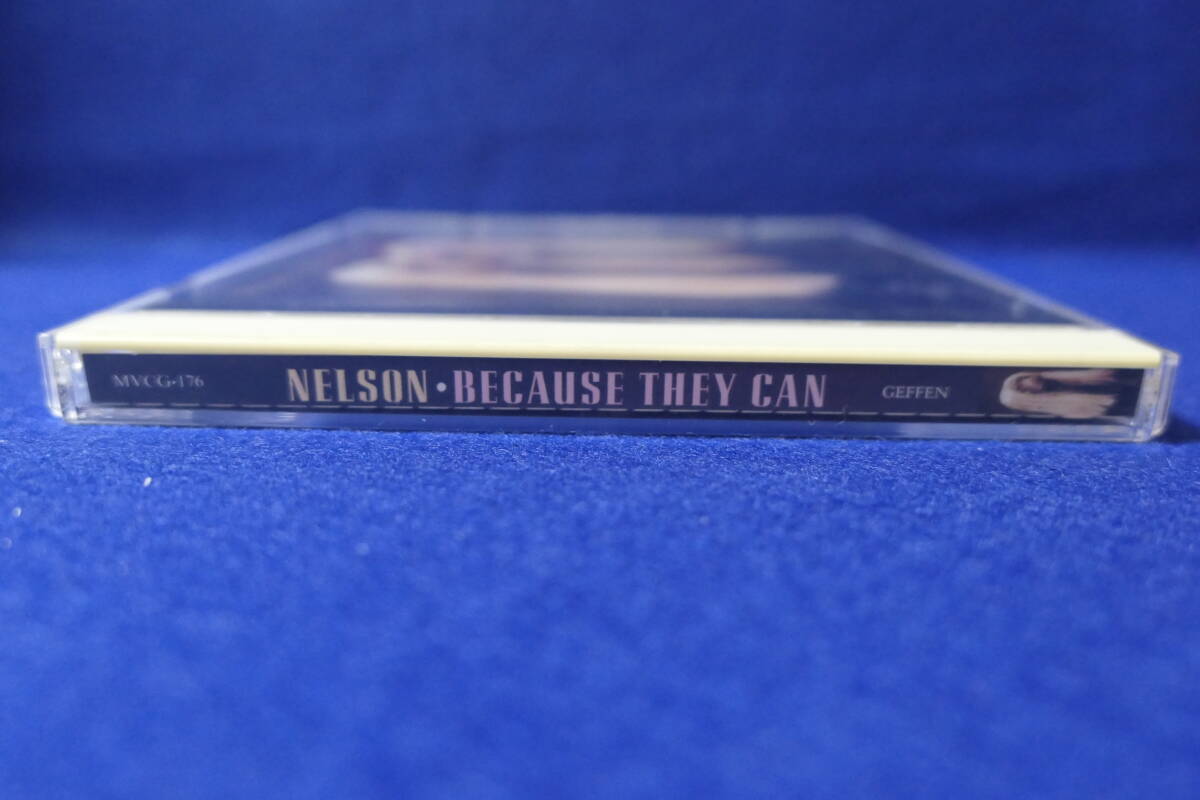 MVCG•176 NELSON • BECAUSE THEY CAN GEFFEN